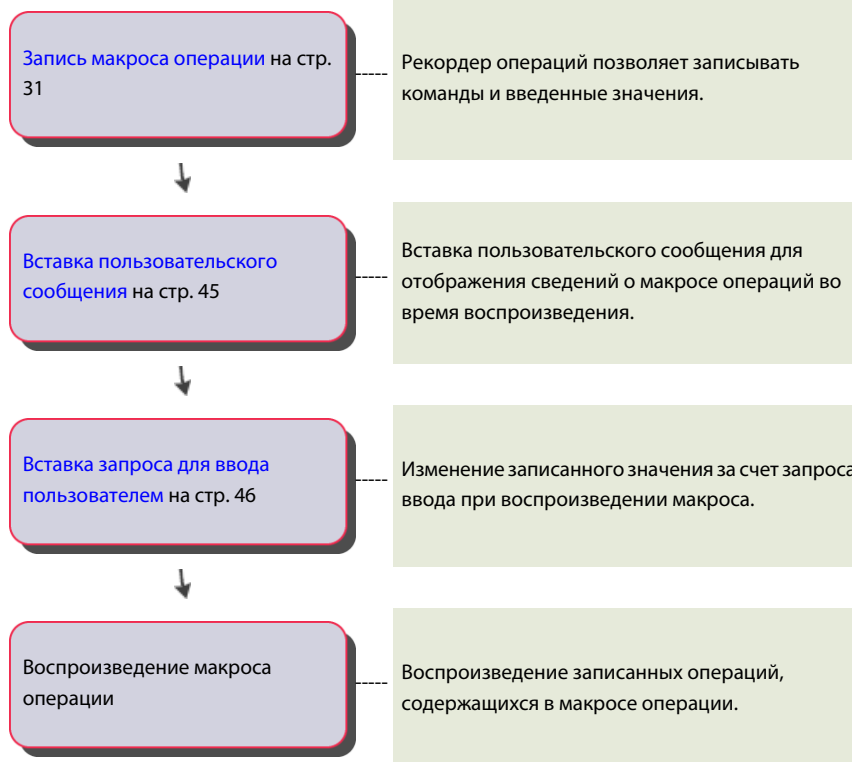 Запись макроса операции на стр.
31
Рекордер операций позволяет записывать
команды и введенные значения.
Вставка пользовательского
сообщения на стр. 45
Вставка пользовательского сообщения для
отображения сведений о макросе операций во
время воспроизведения.
Вставка запроса для ввода
пользователем на стр. 46
Изменение записанного значения за счет запроса
ввода при воспроизведении макроса.
Воспроизведение макроса
операции
Воспроизведение записанных операций,
содержащихся в макросе операции.